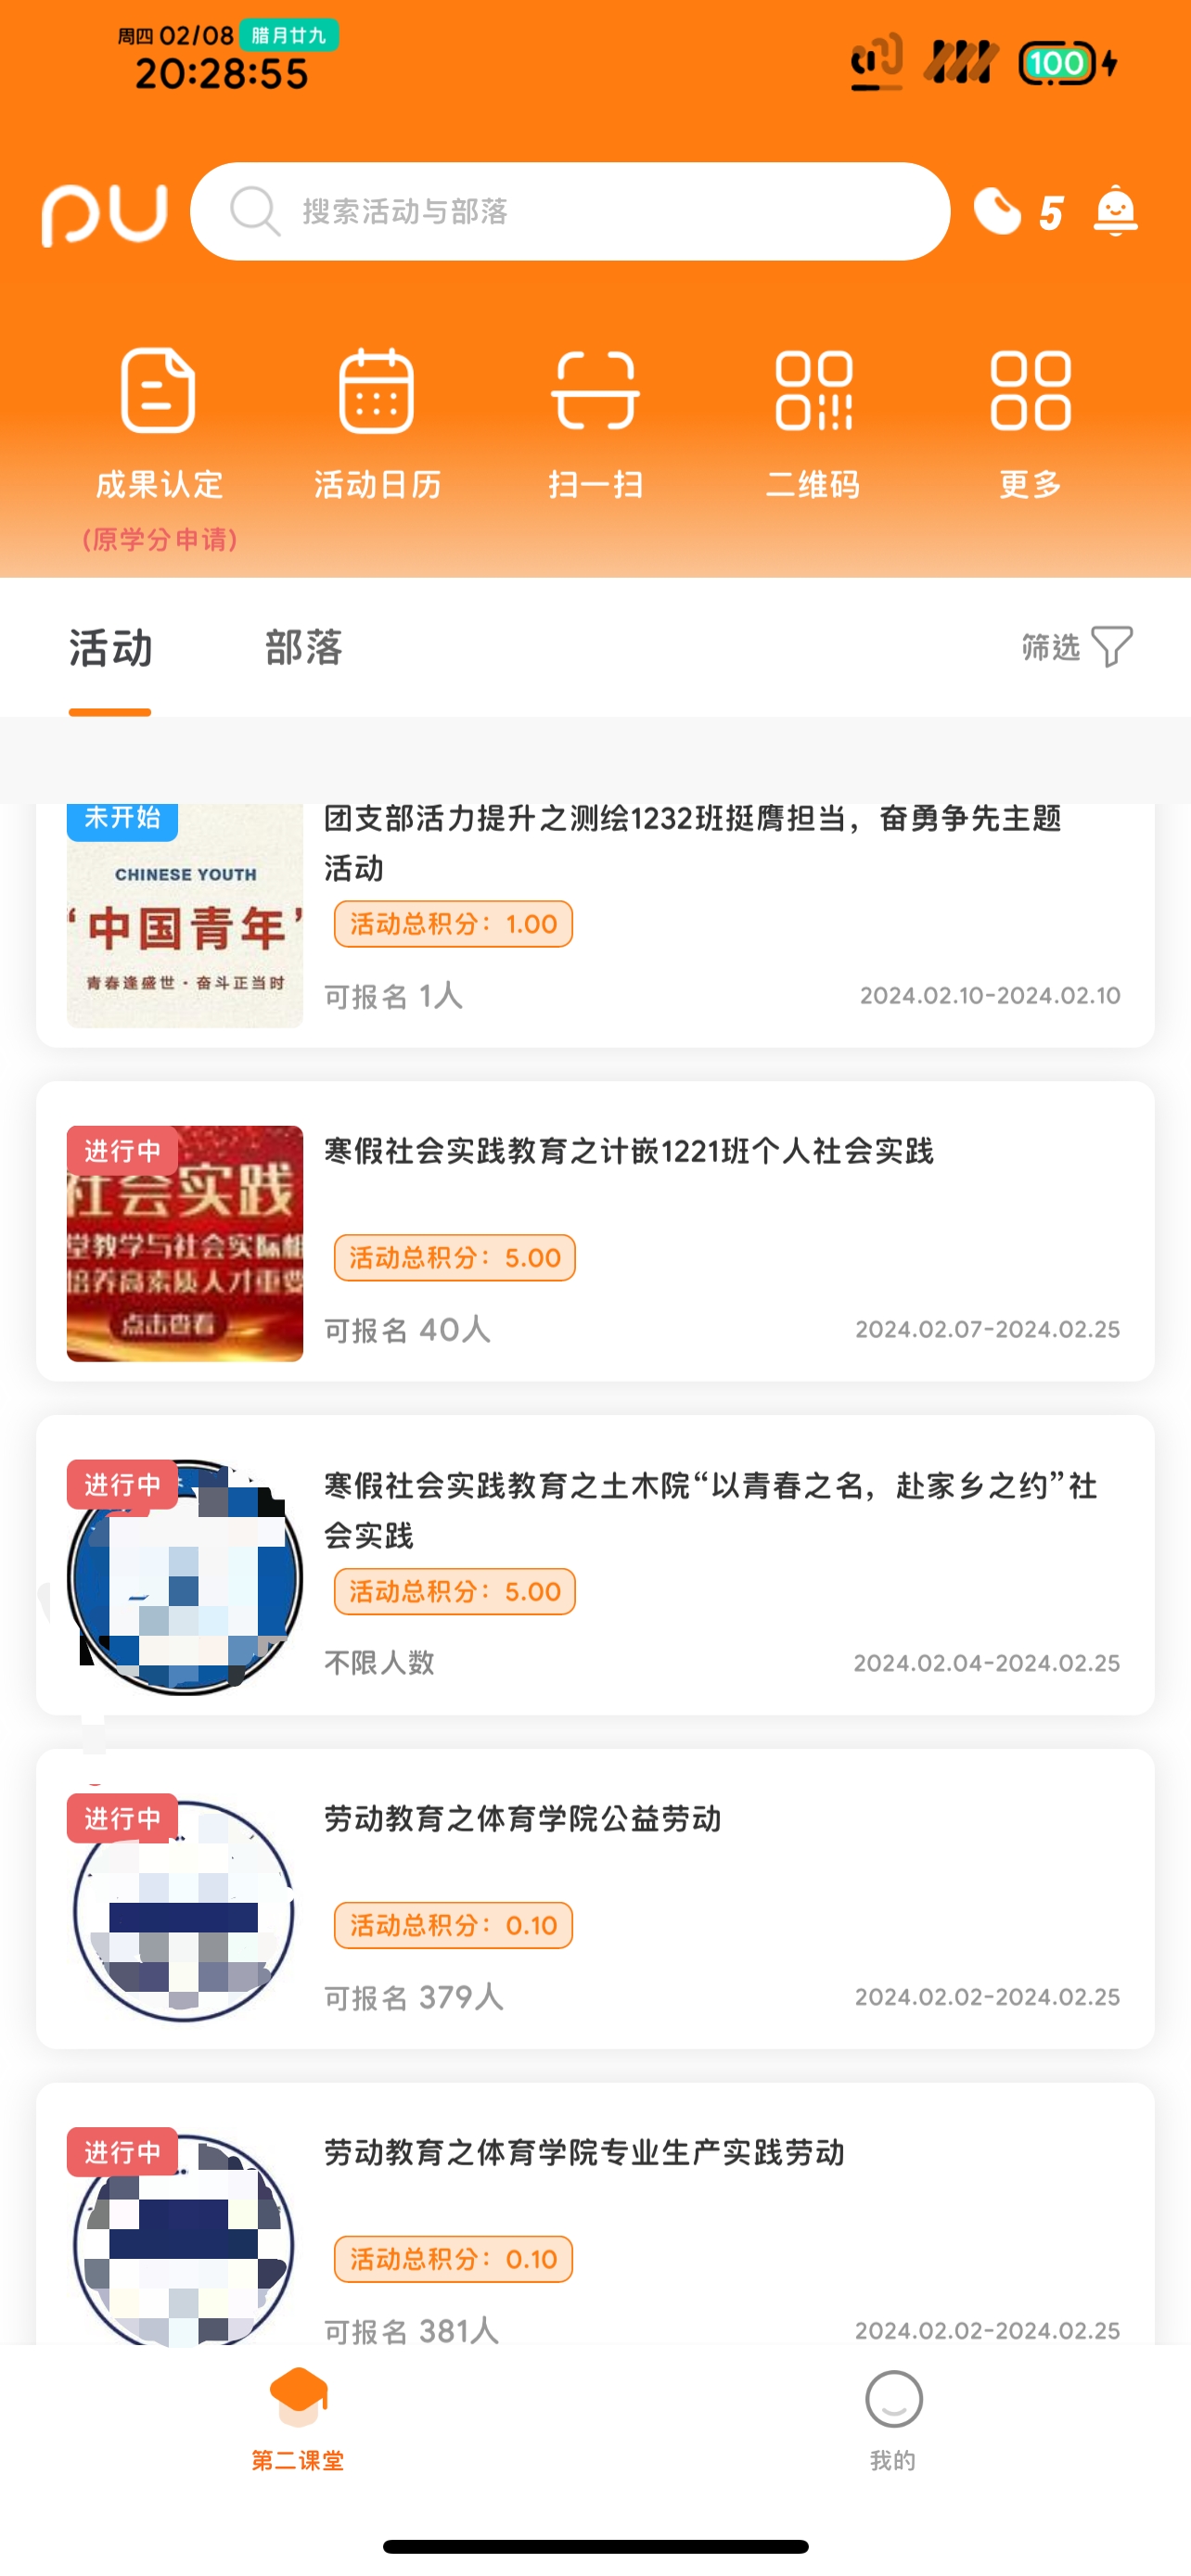 周四 02/08 腊月廿九
20:28:55
100
PU
搜索活动与部落
5
成果认定
活动日历
扫一扫
二维码
更多
(原学分申请)
活动
部落
筛选
未开始
CHINESE YOUTH
“中国青年”
青春逢盛世·奋斗正当时
团支部活力提升之测绘1232班挺膺担当，奋勇争先主题
活动
活动总积分：1.00
可报名 1人
2024.02.10-2024.02.10
进行中
社会实践
堂教学与社会实际相
培养高素质人才重要
点击查看
寒假社会实践教育之计嵌1221班个人社会实践
活动总积分：5.00
可报名 40人
2024.02.07-2024.02.25
进行中
寒假社会实践教育之土木院“以青春之名，赴家乡之约”社
会实践
活动总积分：5.00
不限人数
2024.02.04-2024.02.25
进行中
劳动教育之体育学院公益劳动
活动总积分：0.10
可报名 379人
2024.02.02-2024.02.25
进行中
劳动教育之体育学院专业生产实践劳动
活动总积分：0.10
可报名 381人
2024.02.02-2024.02.25
第二课堂
我的